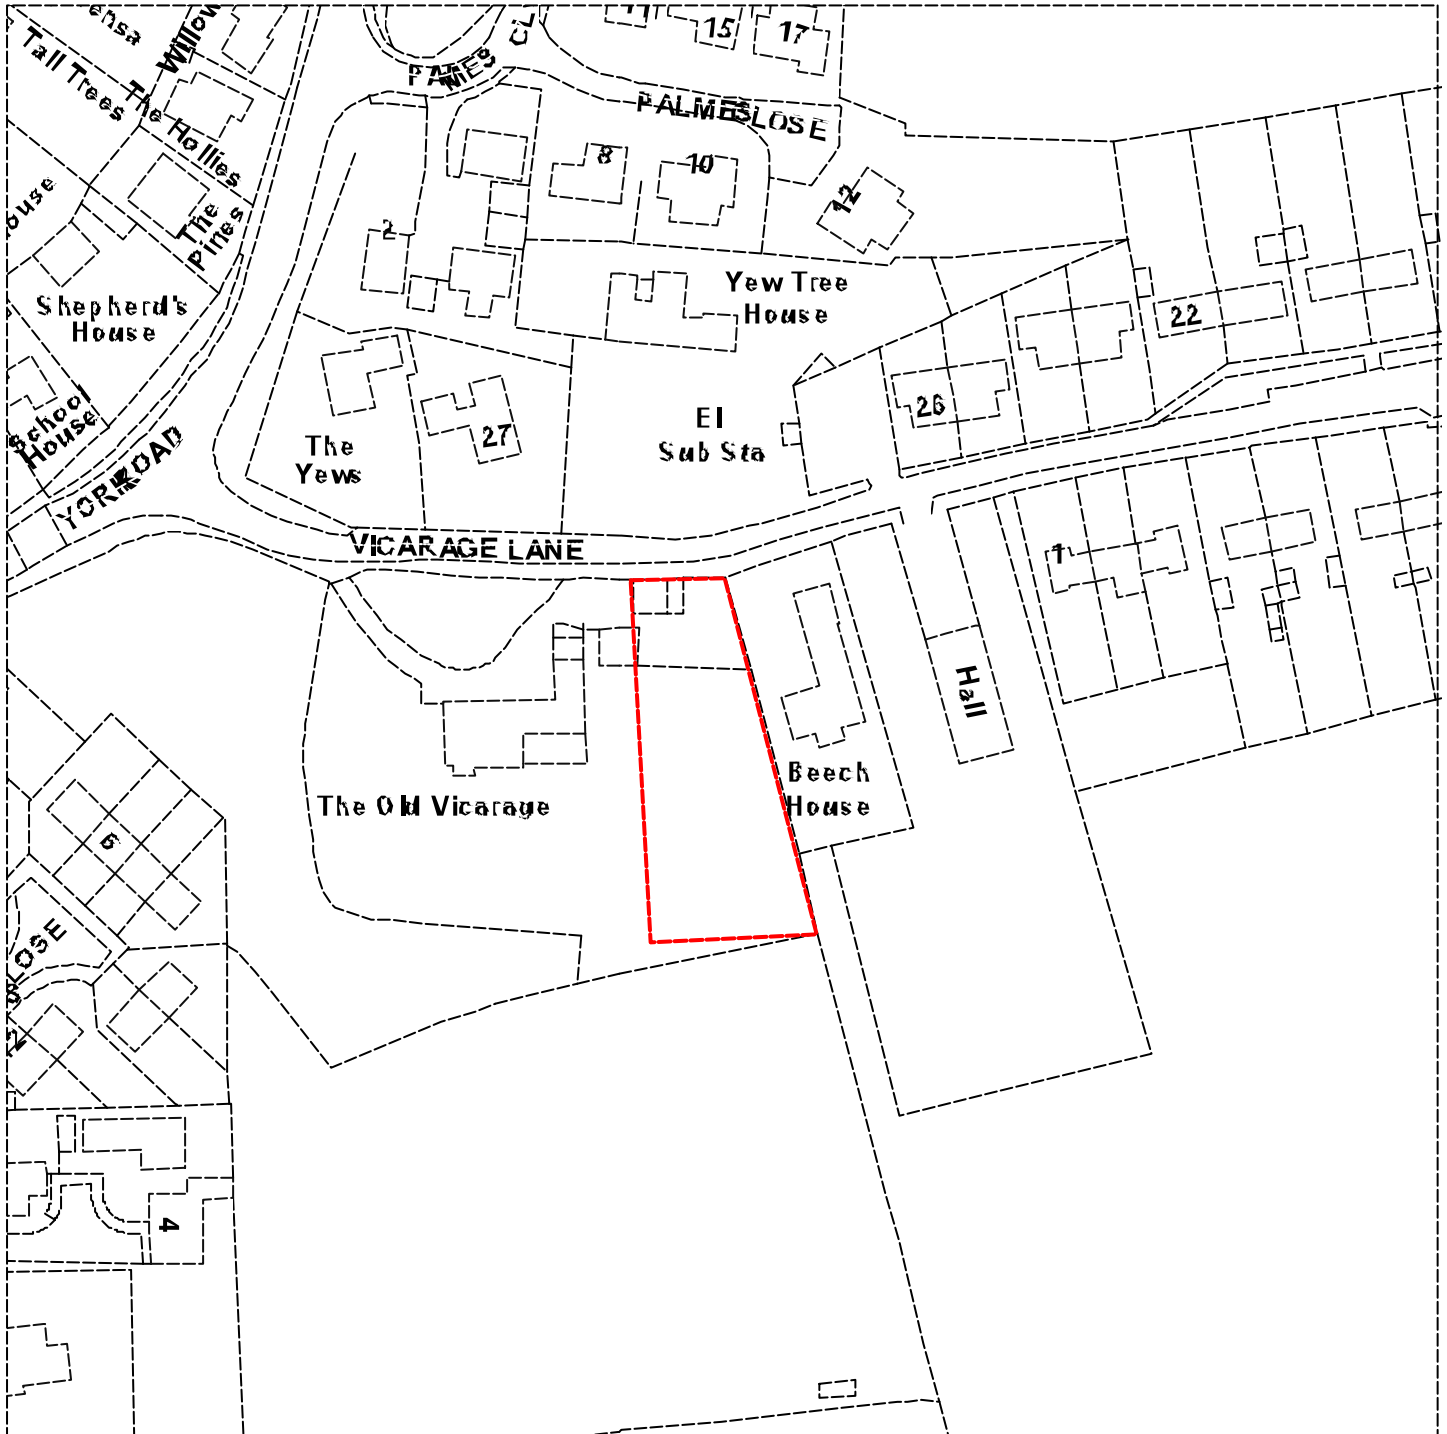 Tall Trees
The Hollies
The
Pines
Shepherd's
House
School
House
YORK ROAD
15
17
8
10
12
2
Yew Tree
House
22
26
El
Sub Sta
The
Yews
27
VICARAGE LANE
1
Hall
Beech
House
The Old Vicarage
6
4